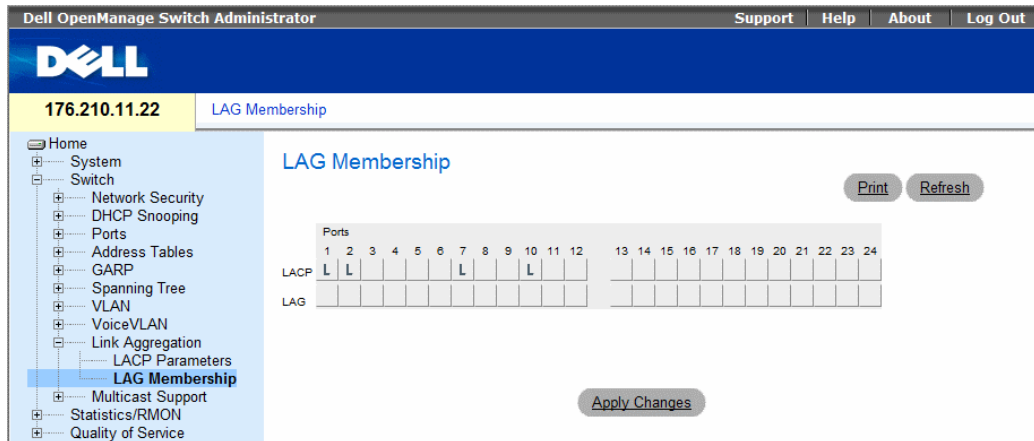 Dell OpenManage Switch Administrator Support Help About Log Out
DELL
176.210.11.22 LAG Membership
Home
System
Switch
Network Security
DHCP Snooping
Ports
Address Tables
GARP
Spanning Tree
VLAN
VoiceVLAN
Link Aggregation
LACP Parameters
LAG Membership
Multicast Support
Statistics/RMON
Quality of Service
LAG Membership
Print Refresh
Ports
1 2 3 4 5 6 7 8 9 10 11 12 13 14 15 16 17 18 19 20 21 22 23 24
LACP L L L L
LAG
Apply Changes